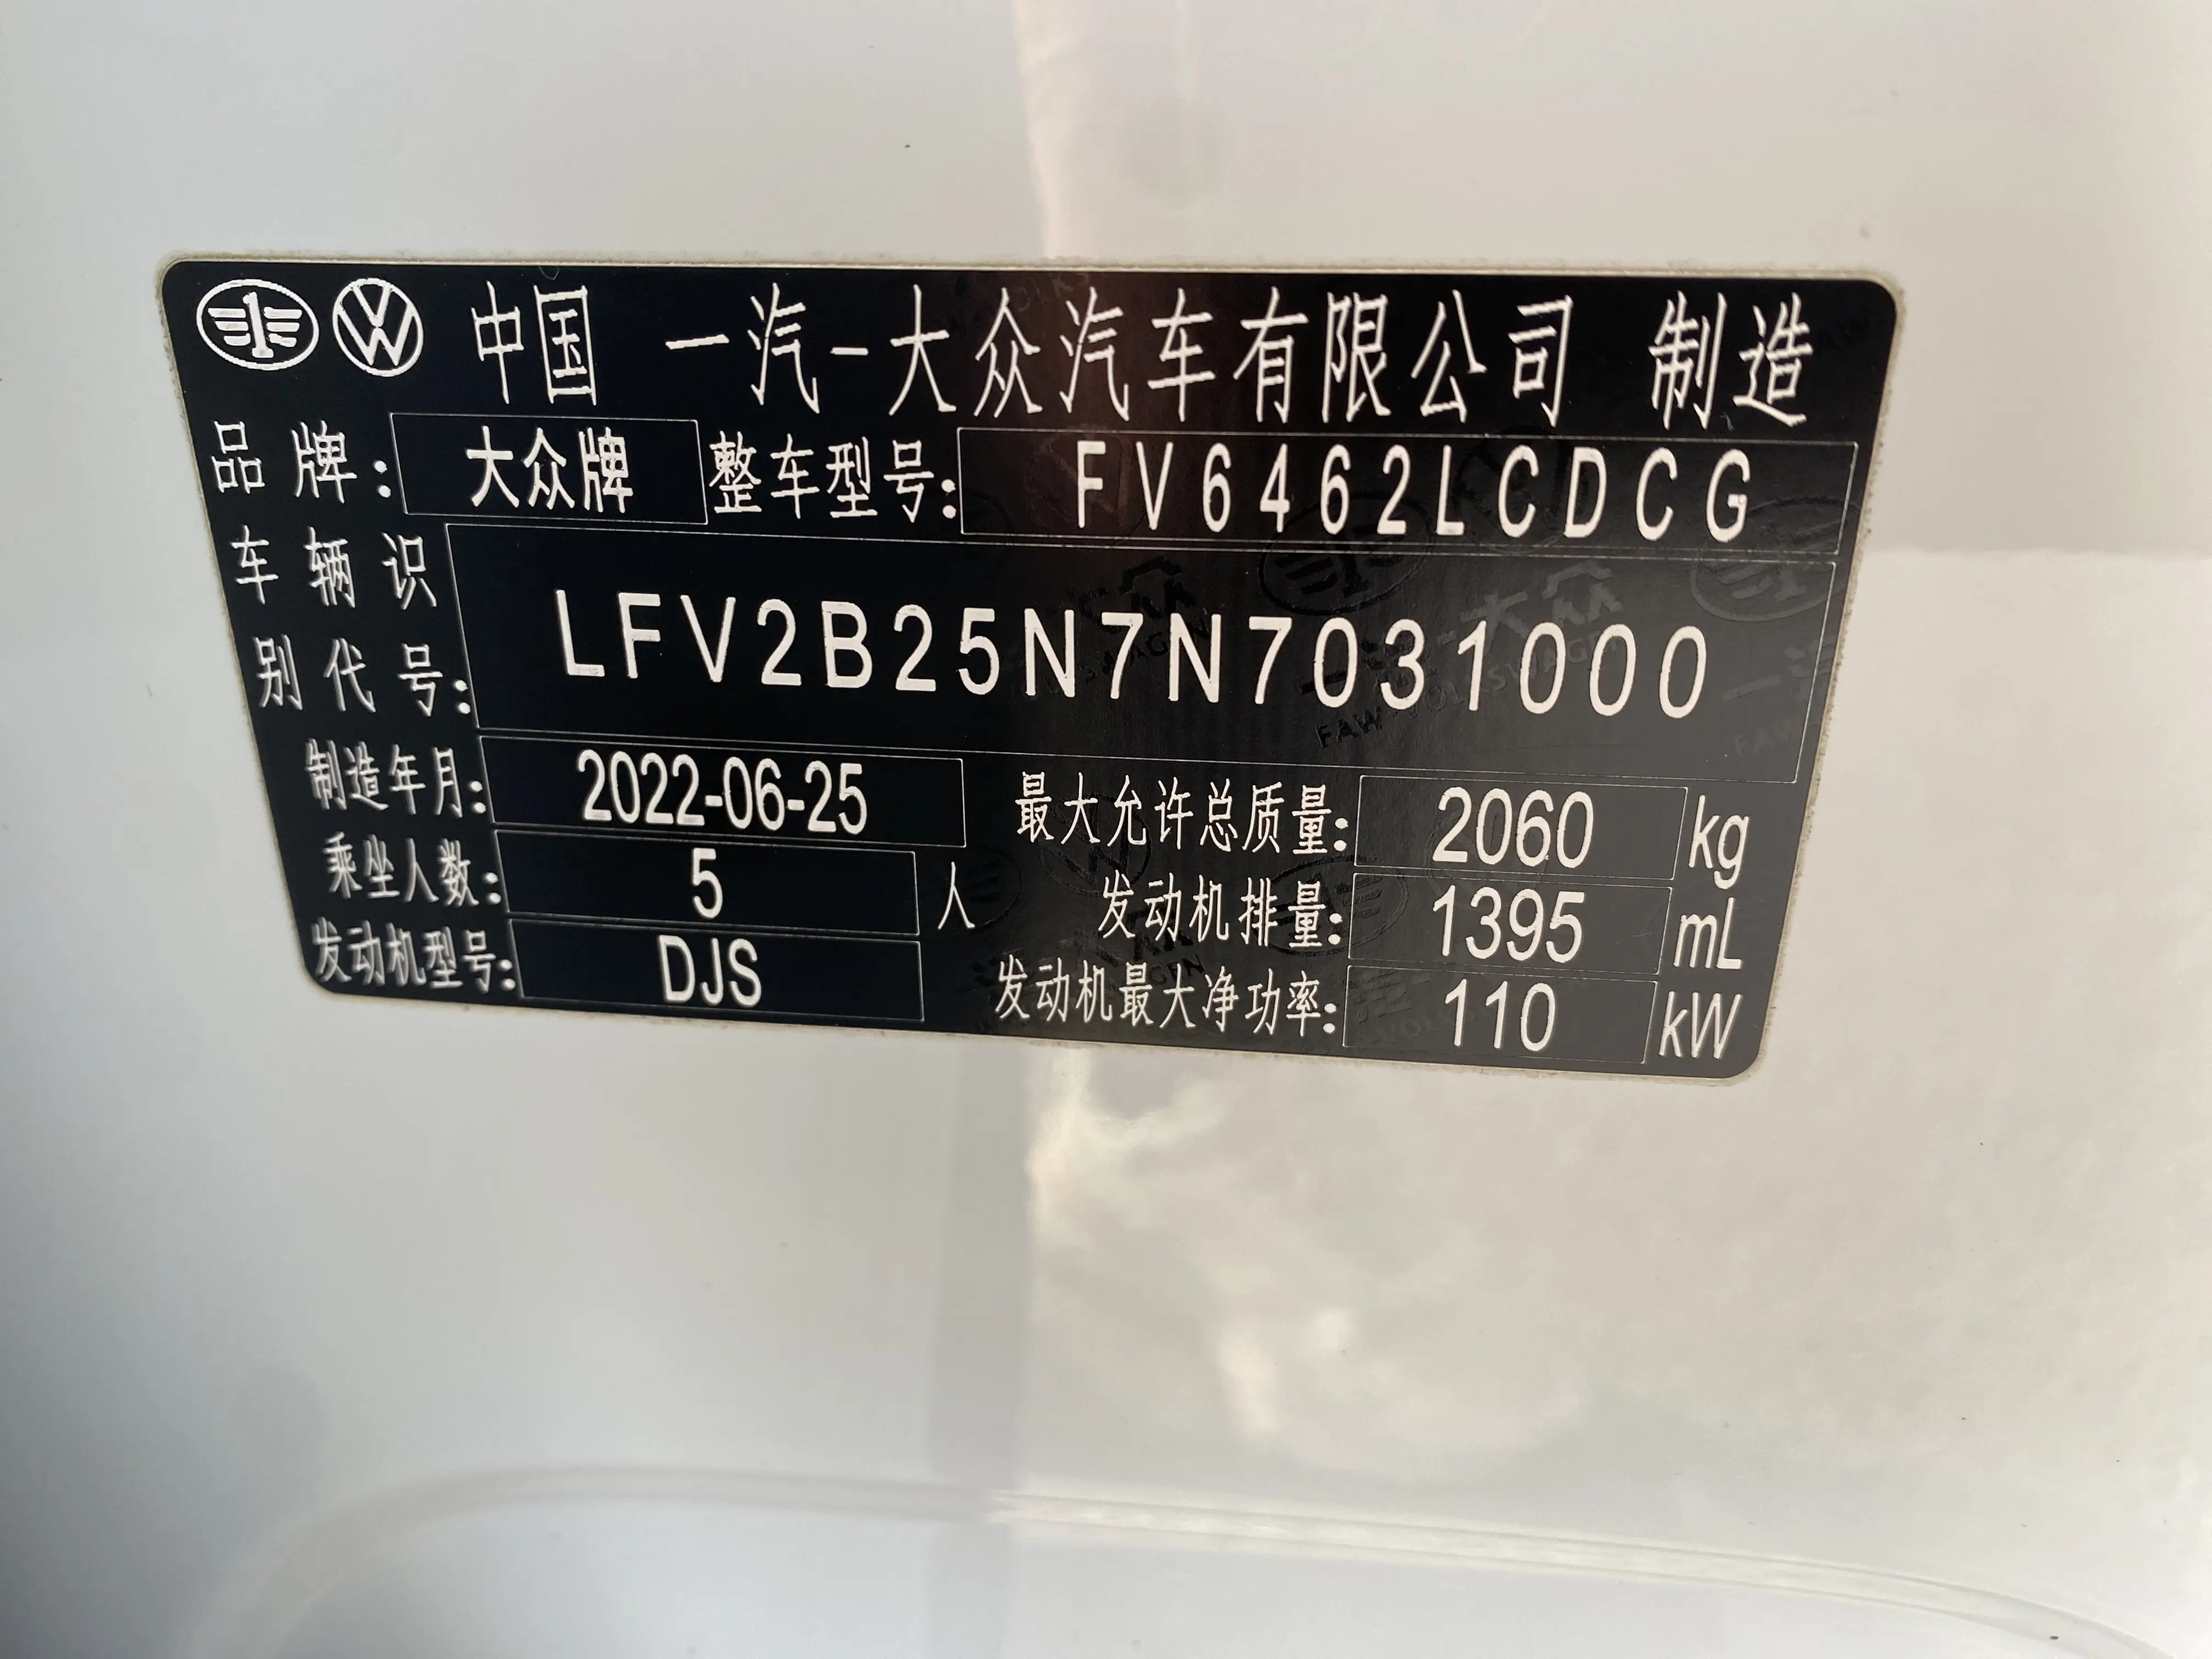 中国 一汽-大众汽车有限公司 制造
品牌: 大众牌 整车型号: FV6462LCDCG
车辆识别代号: LFV2B25N7N7031000
制造年月: 2022-06-25 最大允许总质量: 2060 kg
乘坐人数: 5 人 发动机排量: 1395 mL
发动机型号: DJS 发动机最大净功率: 110 kW